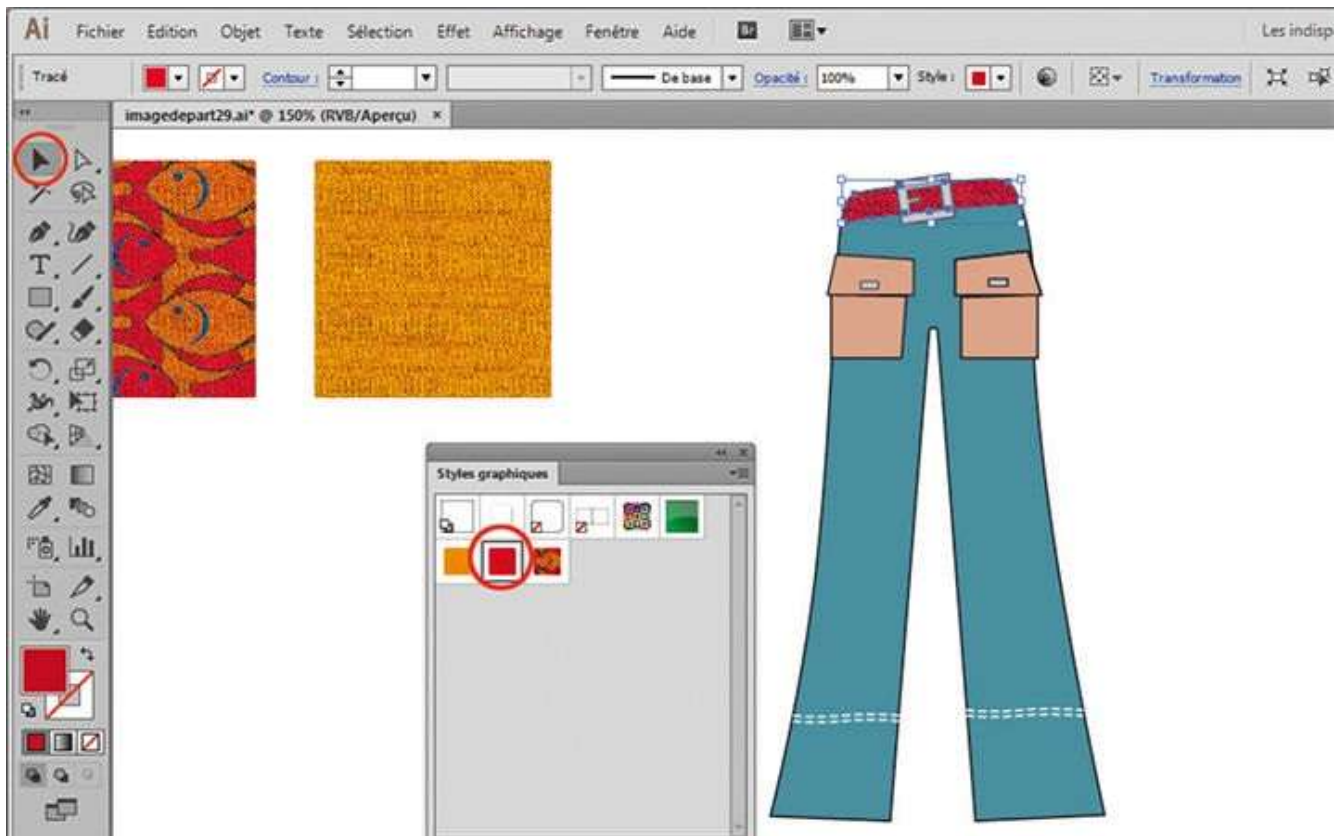 Ai Fichier Edition Objet Texte Sélection Effet Affichage Fenêtre Aide Br Les indisp
Tracé Contour : De base Opacité : 100% Style : Transformation
imagedepart29.ai* @ 150% (RVB/Aperçu) ×
T
Styles graphiques